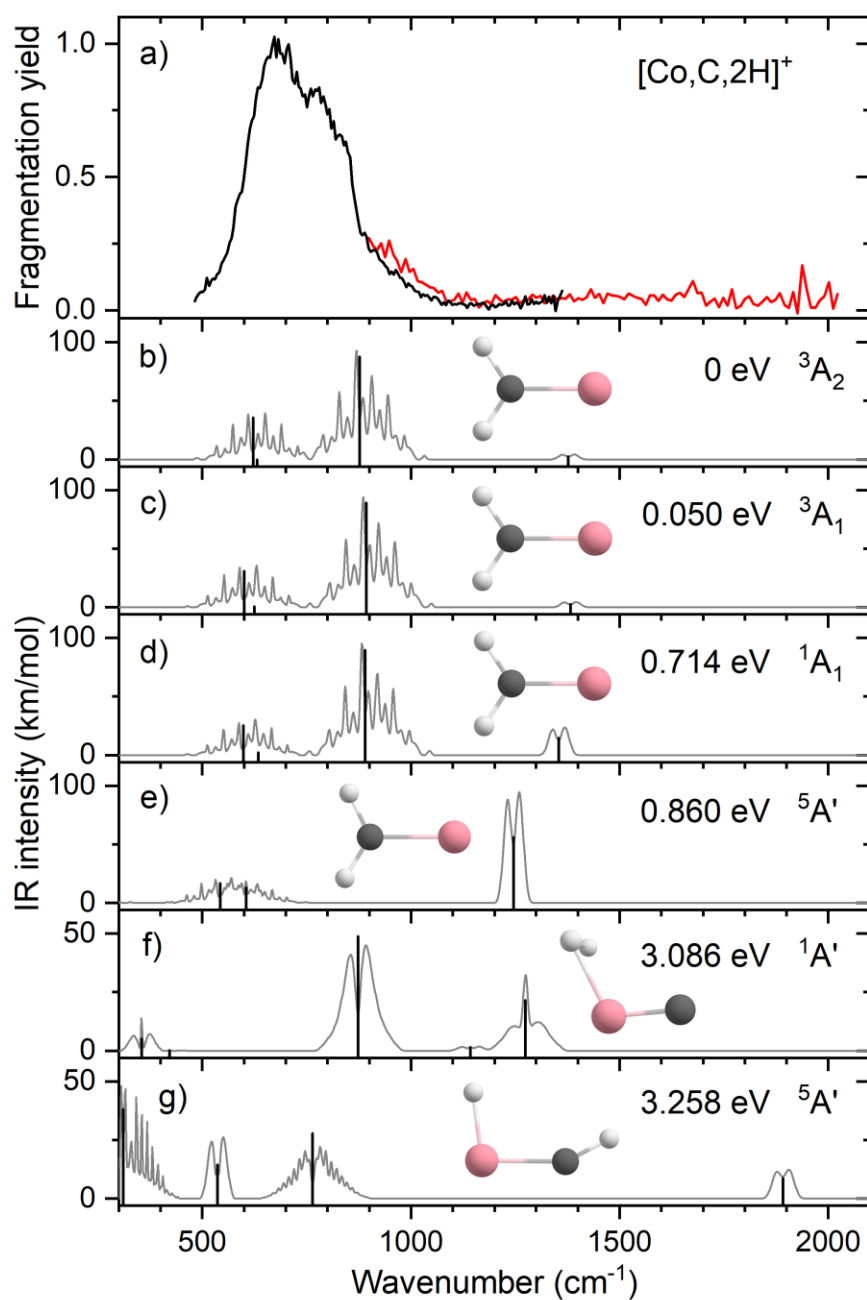 a)
[Co,C,2H]⁺
Fragmentation yield
1.0
0.5
0.0
b)
0 eV ³A₂
100
0
c)
0.050 eV ³A₁
100
0
d)
0.714 eV ¹A₁
100
0
e)
0.860 eV ⁵A'
100
0
f)
3.086 eV ¹A'
50
0
g)
3.258 eV ⁵A'
50
0
IR intensity (km/mol)
500 1000 1500 2000
Wavenumber (cm⁻¹)